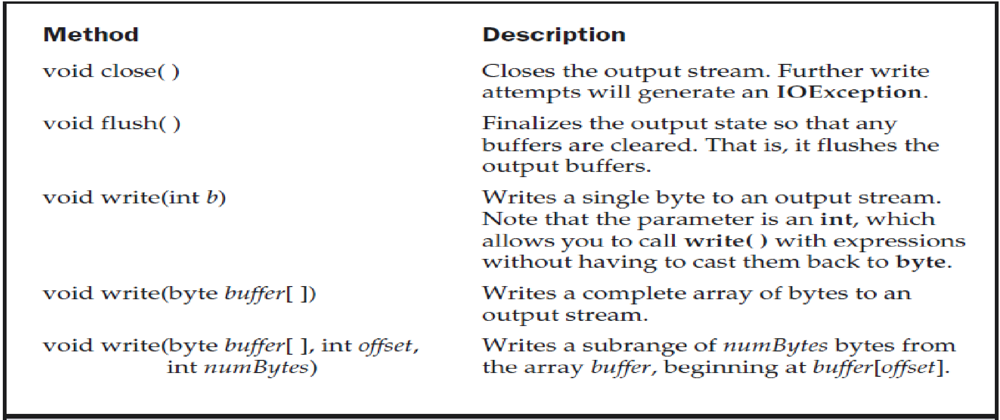 Method Description
void close( ) Closes the output stream. Further write
attempts will generate an IOException.
void flush( ) Finalizes the output state so that any
buffers are cleared. That is, it flushes the
output buffers.
void write(int b) Writes a single byte to an output stream.
Note that the parameter is an int, which
allows you to call write( ) with expressions
without having to cast them back to byte.
void write(byte buffer[ ]) Writes a complete array of bytes to an
output stream.
void write(byte buffer[ ], int offset, Writes a subrange of numBytes bytes from
int numBytes) the array buffer, beginning at buffer[offset].